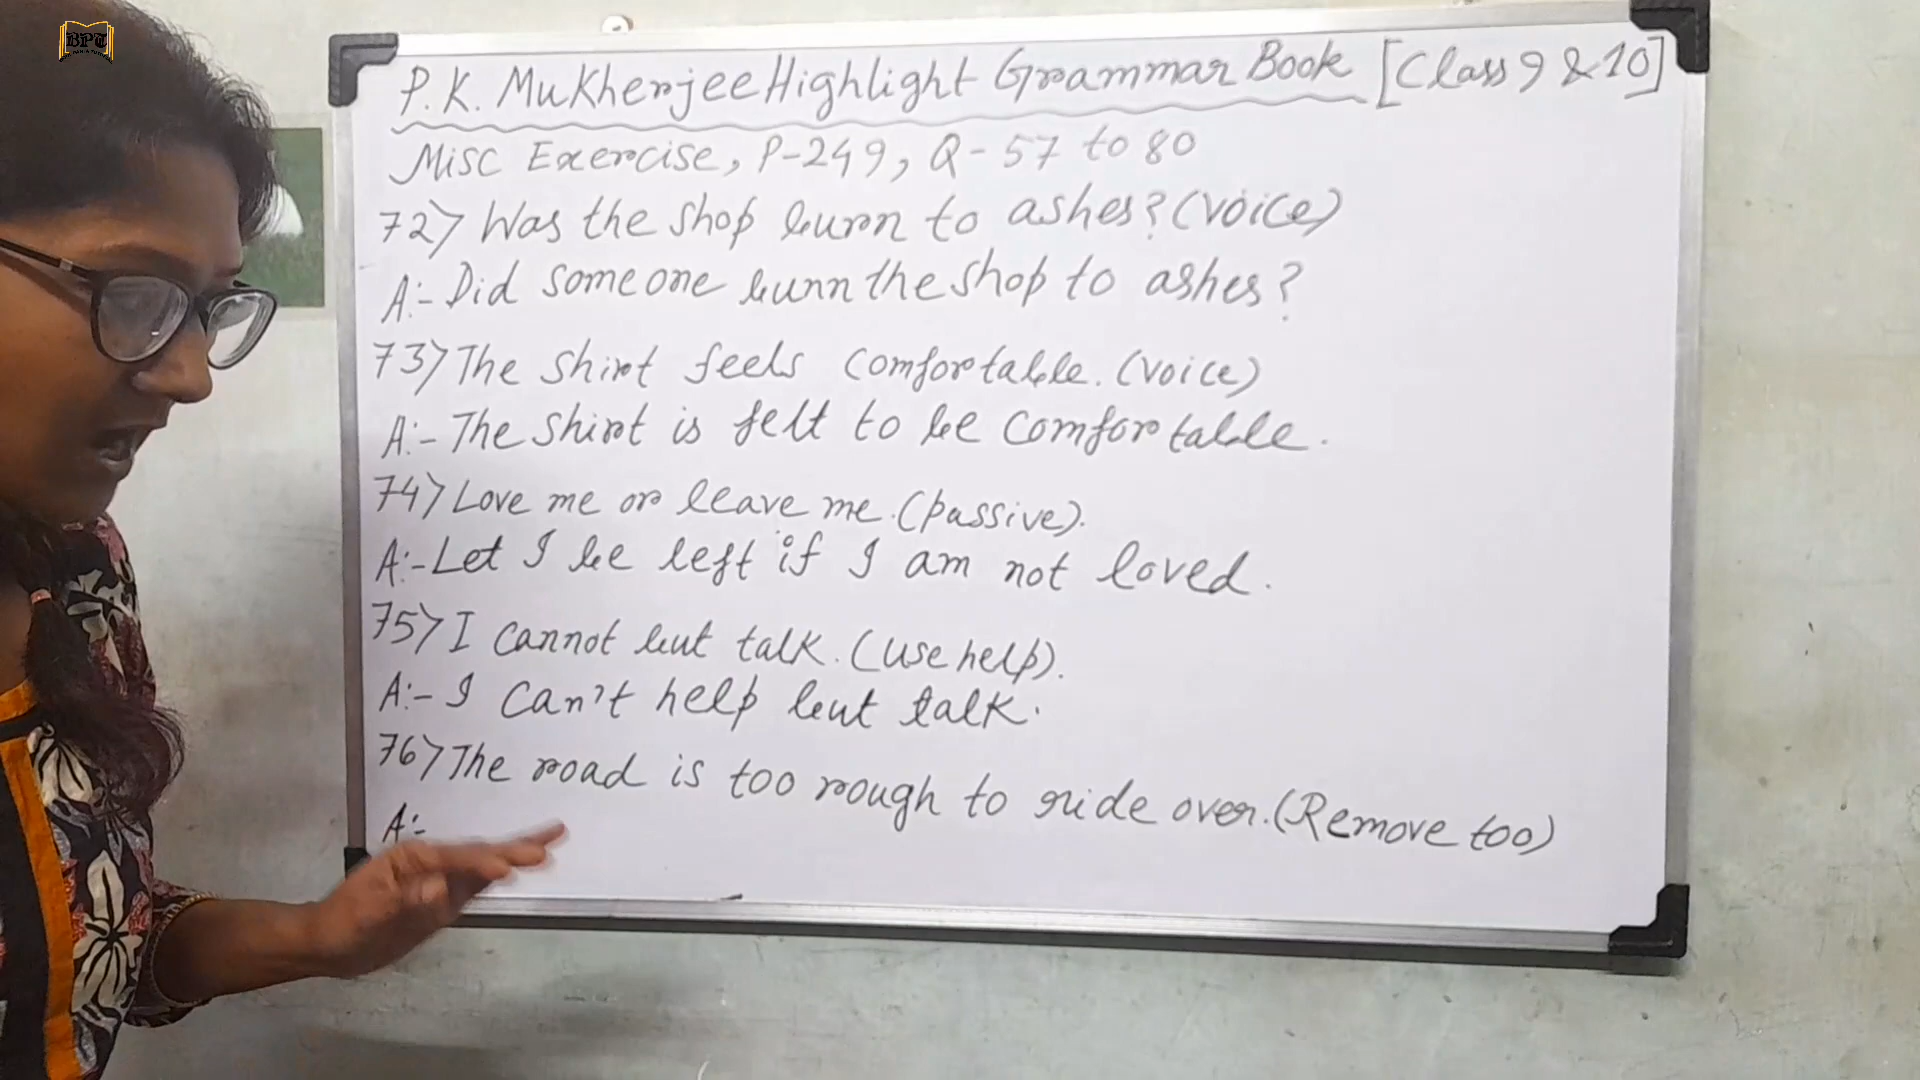 BPT
P.K. Mukherjee Highlight Grammar Book [Class 9 & 10]
Misc Exercise, P-249, Q-57 to 80
72) Was the shop burn to ashes? (voice)
A:- Did someone burn the shop to ashes?
73) The shirt feels comfortable. (voice)
A:- The shirt is felt to be comfortable.
74) Love me or leave me. (passive).
A:- Let I be left if I am not loved.
75) I cannot but talk. (use help).
A:- I can't help but talk.
76) The road is too rough to ride over. (Remove too)
A:-